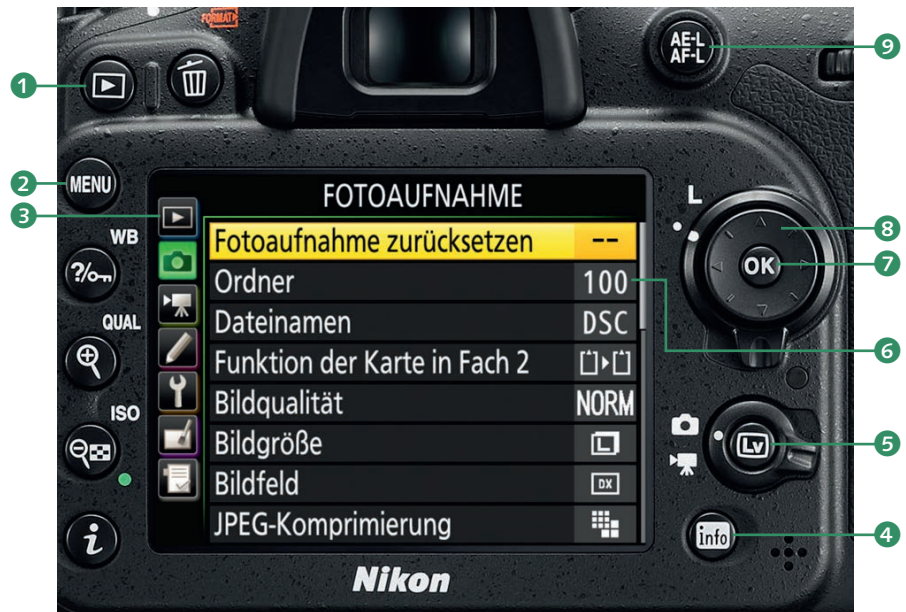 FORMAT
AE-L
AF-L
9
1
MENU
2
3
FOTOAUFNAHME
L
WB
Fotoaufnahme zurücksetzen --
8
?
OK
7
Ordner 100
QUAL
Dateinamen DSC
6
Funktion der Karte in Fach 2
ISO
Bildqualität NORM
Bildgröße L
Lv
5
Bildfeld DX
i
JPEG-Komprimierung
info
4
Nikon